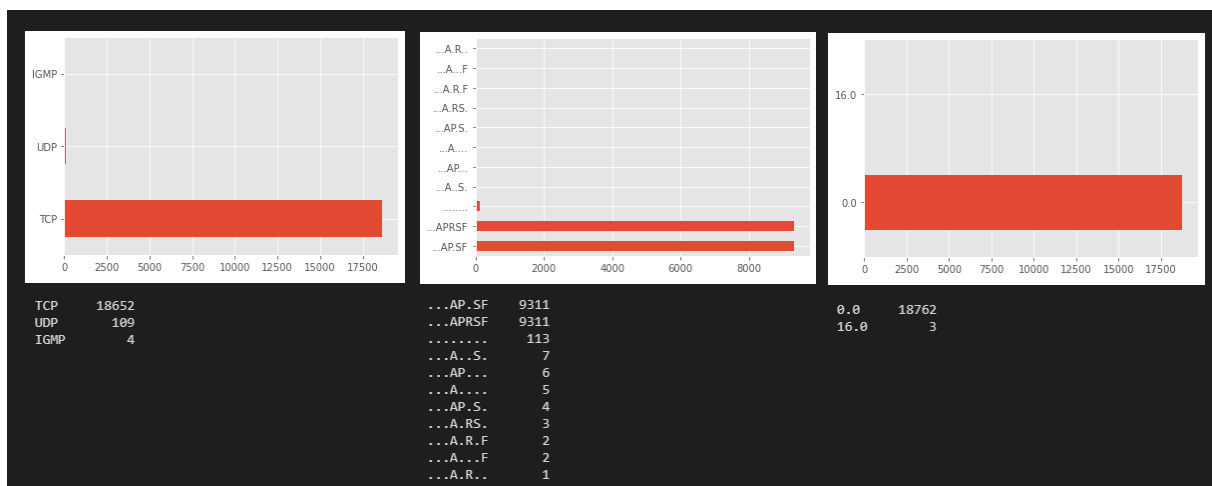 IGMP
UDP
TCP
0 2500 5000 7500 10000 12500 15000 17500
TCP 18652
UDP 109
IGMP 4
...A.R..
...A...F
...A.R.F
...A.RS.
...AP.S.
...A....
...AP...
...A..S.
........
...APRSF
...AP.SF
0 2000 4000 6000 8000
...AP.SF 9311
...APRSF 9311
........ 113
...A..S. 7
...AP... 6
...A.... 5
...AP.S. 4
...A.RS. 3
...A.R.F 2
...A...F 2
...A.R.. 1
16.0
0.0
0 2500 5000 7500 10000 12500 15000 17500
0.0 18762
16.0 3